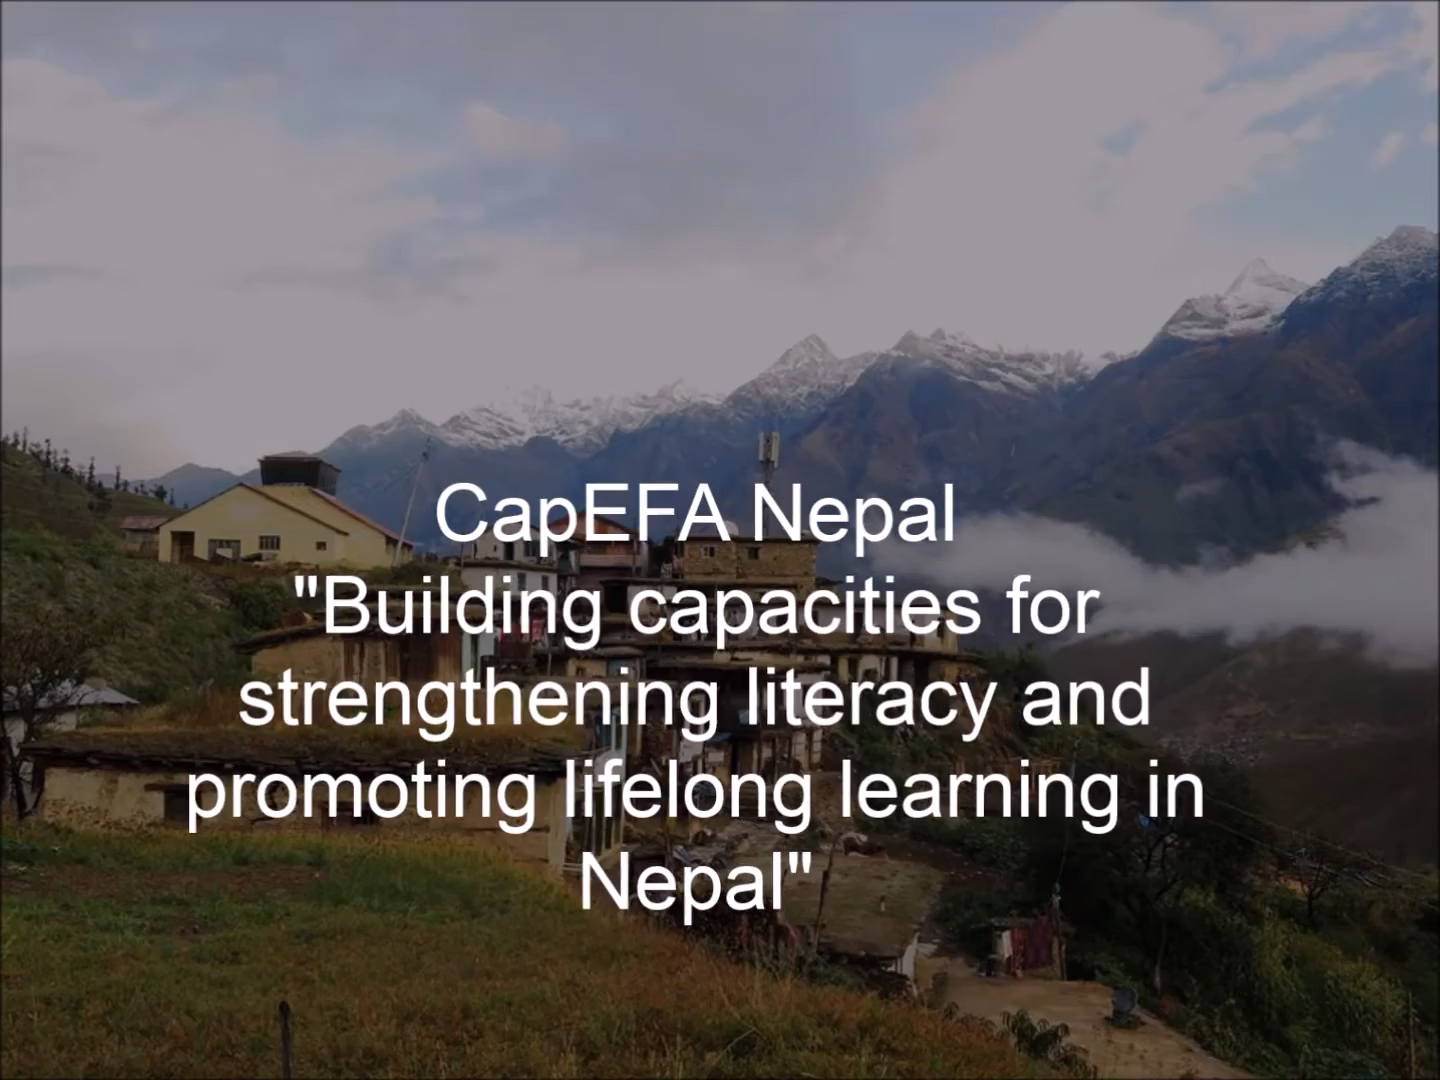 CapEFA Nepal
"Building capacities for
strengthening literacy and
promoting lifelong learning in
Nepal"